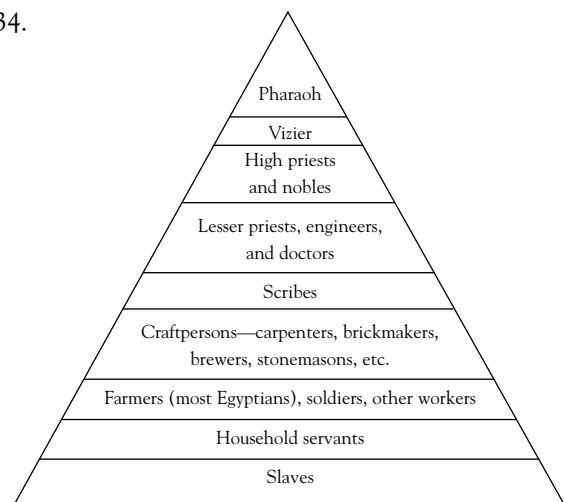 34.
Pharaoh
Vizier
High priests
and nobles
Lesser priests, engineers,
and doctors
Scribes
Craftpersons—carpenters, brickmakers,
brewers, stonemasons, etc.
Farmers (most Egyptians), soldiers, other workers
Household servants
Slaves